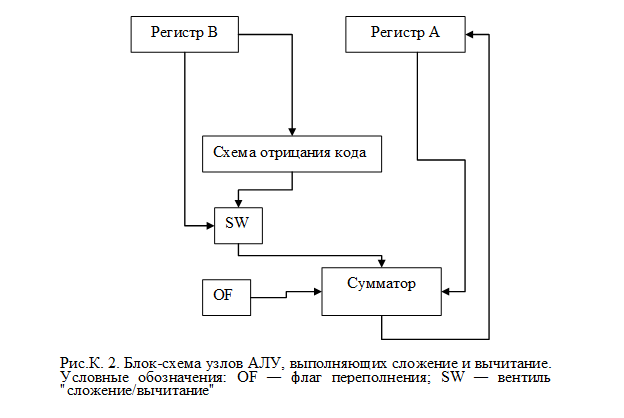 Регистр B
Регистр A
Схема отрицания кода
SW
OF
Сумматор
Рис.К. 2. Блок-схема узлов АЛУ, выполняющих сложение и вычитание.
Условные обозначения: OF — флаг переполнения; SW — вентиль
"сложение/вычитание"